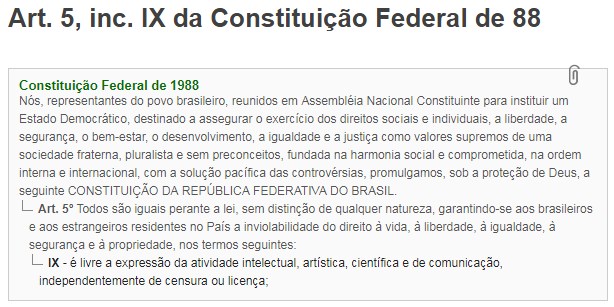 Art. 5, inc. IX da Constituição Federal de 88
Constituição Federal de 1988
Nós, representantes do povo brasileiro, reunidos em Assembléia Nacional Constituinte para instituir um
Estado Democrático, destinado a assegurar o exercício dos direitos sociais e individuais, a liberdade, a
segurança, o bem-estar, o desenvolvimento, a igualdade e a justiça como valores supremos de uma
sociedade fraterna, pluralista e sem preconceitos, fundada na harmonia social e comprometida, na ordem
interna e internacional, com a solução pacífica das controvérsias, promulgamos, sob a proteção de Deus, a
seguinte CONSTITUIÇÃO DA REPÚBLICA FEDERATIVA DO BRASIL.
Art. 5º Todos são iguais perante a lei, sem distinção de qualquer natureza, garantindo-se aos brasileiros
e aos estrangeiros residentes no País a inviolabilidade do direito à vida, à liberdade, à igualdade, à
segurança e à propriedade, nos termos seguintes:
IX - é livre a expressão da atividade intelectual, artística, científica e de comunicação,
independentemente de censura ou licença;